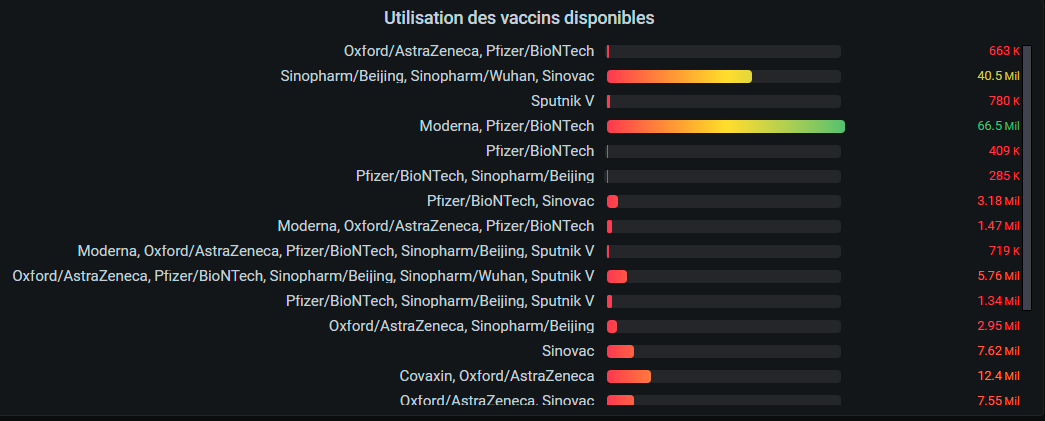 Utilisation des vaccins disponibles
Oxford/AstraZeneca, Pfizer/BioNTech 663 K
Sinopharm/Beijing, Sinopharm/Wuhan, Sinovac 40.5 Mil
Sputnik V 780 K
Moderna, Pfizer/BioNTech 66.5 Mil
Pfizer/BioNTech 409 K
Pfizer/BioNTech, Sinopharm/Beijing 285 K
Pfizer/BioNTech, Sinovac 3.18 Mil
Moderna, Oxford/AstraZeneca, Pfizer/BioNTech 1.47 Mil
Moderna, Oxford/AstraZeneca, Pfizer/BioNTech, Sinopharm/Beijing, Sputnik V 719 K
Oxford/AstraZeneca, Pfizer/BioNTech, Sinopharm/Beijing, Sinopharm/Wuhan, Sputnik V 5.76 Mil
Pfizer/BioNTech, Sinopharm/Beijing, Sputnik V 1.34 Mil
Oxford/AstraZeneca, Sinopharm/Beijing 2.95 Mil
Sinovac 7.62 Mil
Covaxin, Oxford/AstraZeneca 12.4 Mil
Oxford/AstraZeneca, Sinovac 7.55 Mil